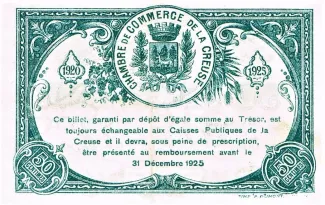 CHAMBRE DE COMMERCE DE LA CREUSE
1920
1925
Ce billet, garanti par dépôt d'égale somme au Trésor, est
toujours échangeable aux Caisses Publiques de la
Creuse et il devra, sous peine de prescription,
être présenté au remboursement avant le
31 Décembre 1925
50
50